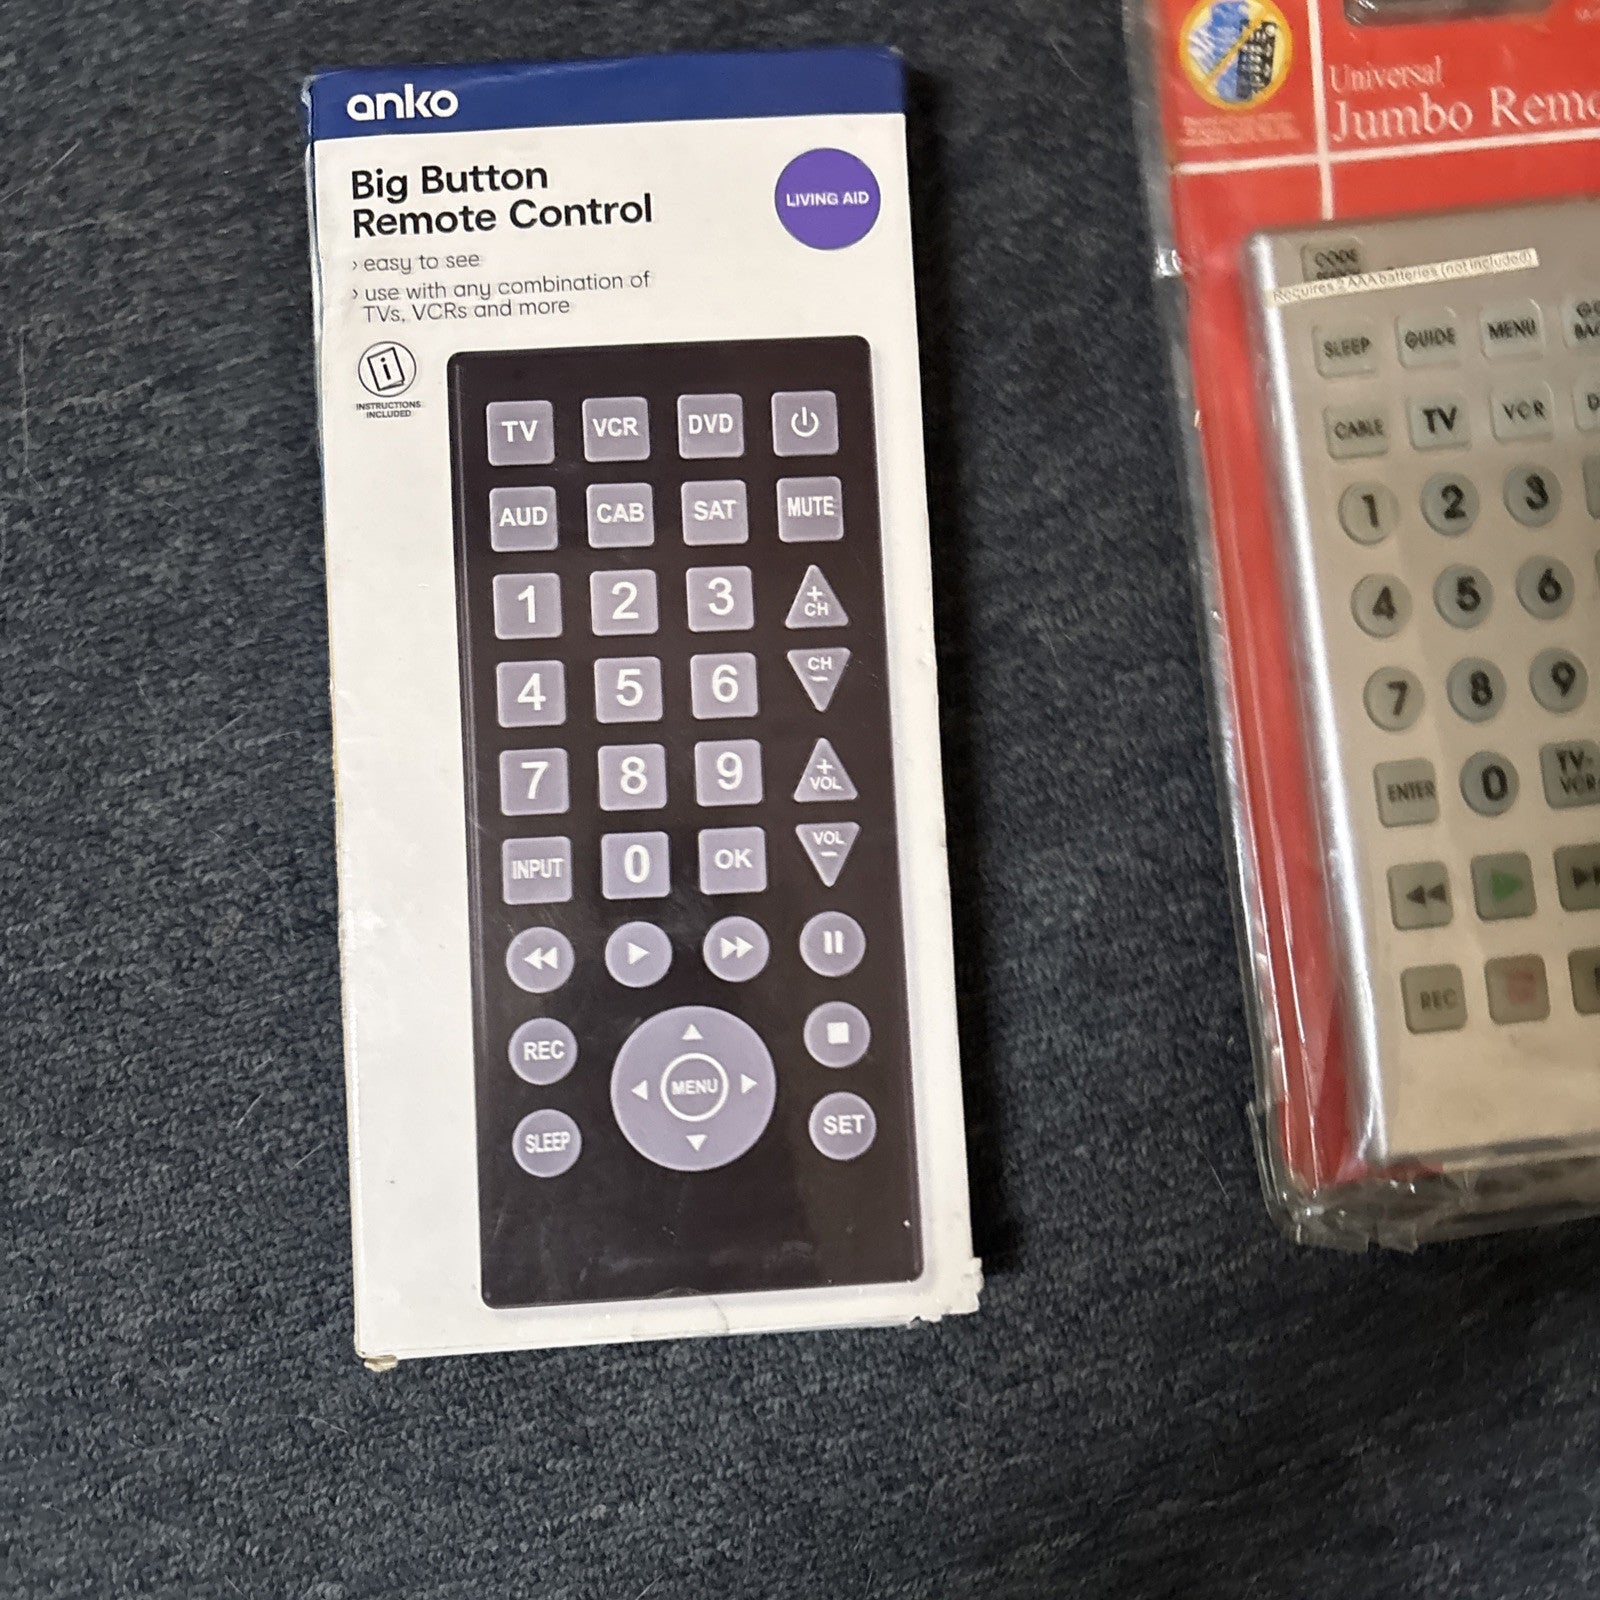 anko
Big Button
Remote Control
LIVING AID
› easy to see
› use with any combination of
TVs, VCRs and more
INSTRUCTIONS
INCLUDED
TV VCR DVD
AUD CAB SAT MUTE
1 2 3 + CH
4 5 6 CH −
7 8 9 + VOL
INPUT 0 OK VOL −
REC
MENU
SLEEP SET
Universal
Jumbo Remo
CODE
Requires 2 AAA batteries (not included)
SLEEP GUIDE MENU
CABLE TV VCR D
1 2 3
4 5 6
7 8 9
ENTER 0 TV-
VCR
REC